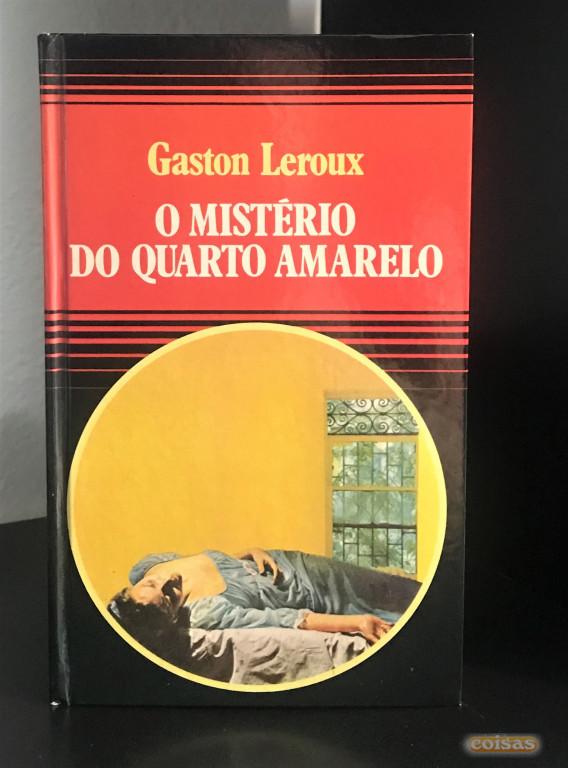 Gaston Leroux
O MISTÉRIO
DO QUARTO AMARELO
coisas